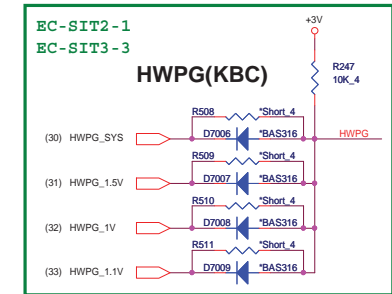 EC-SIT2-1
EC-SIT3-3
+3V
HWPG(KBC)
R247
10K_4
R508 *Short_4
(30) HWPG_SYS D7006 *BAS316 HWPG
R509 *Short_4
(31) HWPG_1.5V D7007 *BAS316
R510 *Short_4
(32) HWPG_1V D7008 *BAS316
R511 *Short_4
(33) HWPG_1.1V D7009 *BAS316